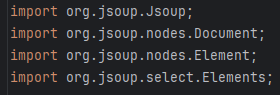 import org.jsoup.Jsoup;
import org.jsoup.nodes.Document;
import org.jsoup.nodes.Element;
import org.jsoup.select.Elements;